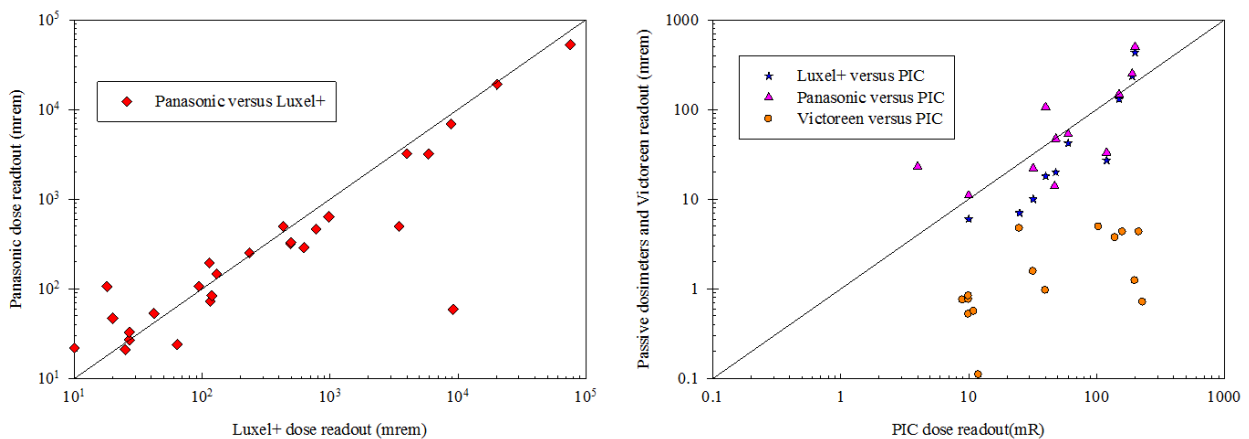 Panasonic dose readtout (mrem)
10^5
10^4
10^3
10^2
10^1
Panasonic versus Luxel+
10^1
10^2
10^3
10^4
10^5
Luxel+ dose readout (mrem)
Passive dosimeters and Victoreen readout (mrem)
1000
100
10
1
0.1
Luxel+ versus PIC
Panasonic versus PIC
Victoreen versus PIC
0.1
1
10
100
1000
PIC dose readout(mR)